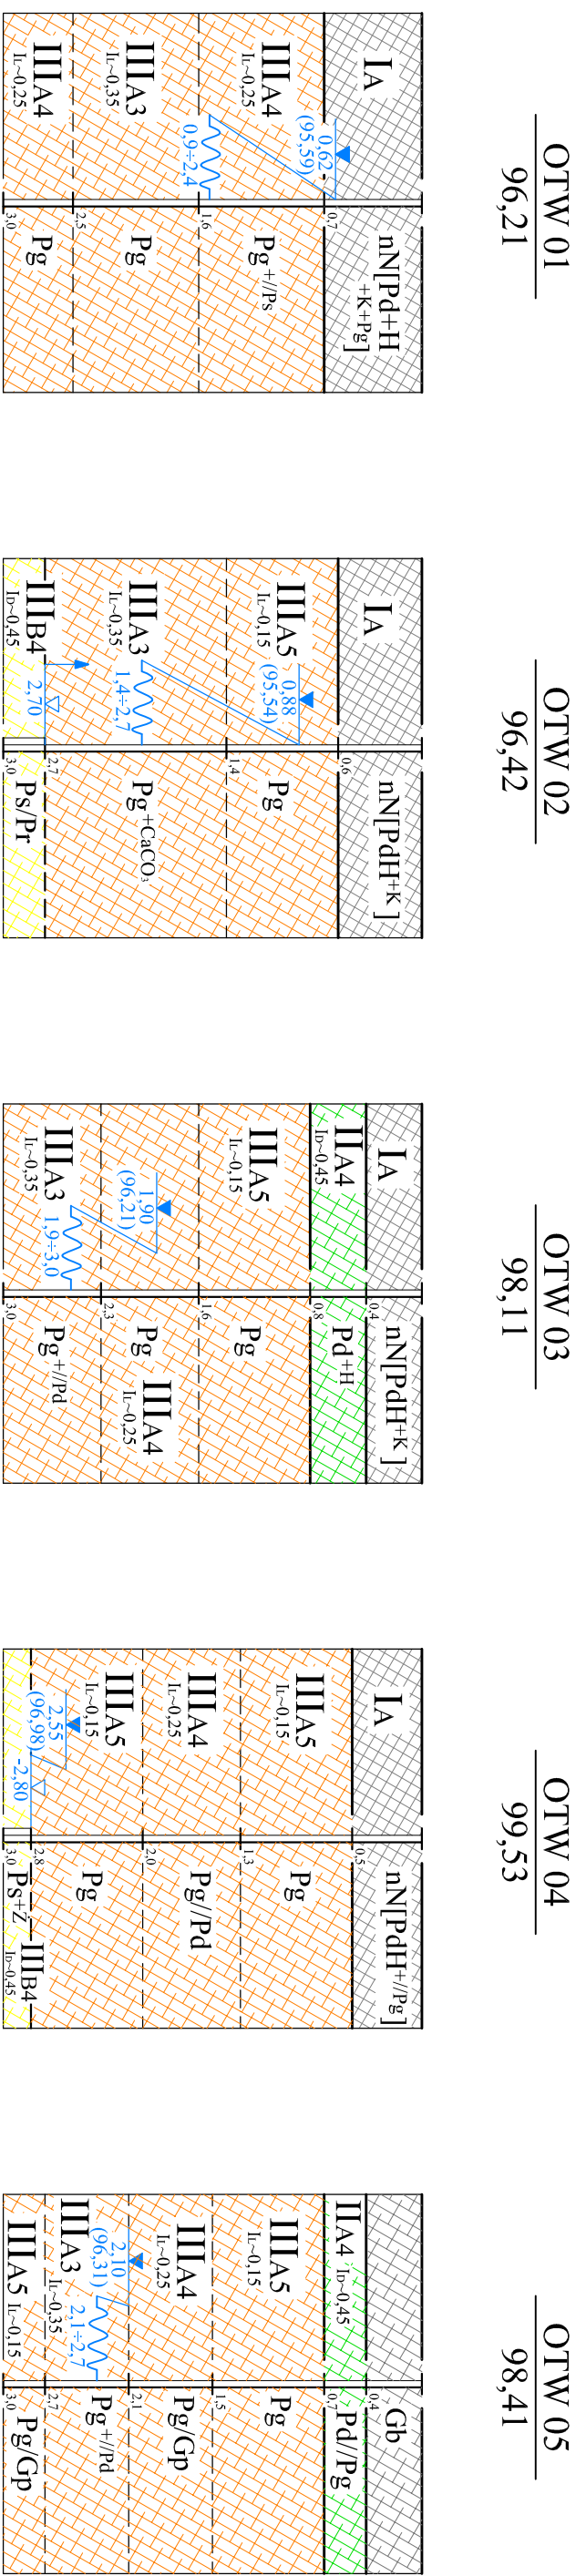 OTW 01
96,21
IA
nN[Pd+H
+K+Pg]
0,62
(95,59)
0,7
IIIA4
IL~0,25
Pg+//Ps
0,9÷2,4
1,6
IIIA3
IL~0,35
Pg
2,5
IIIA4
IL~0,25
Pg
3,0
OTW 02
96,42
IA
nN[PdH+K]
0,6
IIIA5
IL~0,15
0,88
(95,54)
Pg
1,4
IIIA3
IL~0,35
1,4÷2,7
Pg+CaCO3
2,7
IIIB4
ID~0,45
2,70
Ps/Pr
3,0
OTW 03
98,11
IA
nN[PdH+K]
0,4
IIA4
ID~0,45
Pd+H
0,8
IIIA5
IL~0,15
Pg
1,6
1,90
(96,21)
Pg
IIIA4
IL~0,25
2,3
IIIA3
IL~0,35
1,9÷3,0
Pg+//Pd
3,0
OTW 04
99,53
IA
nN[PdH+//Pg]
0,5
IIIA5
IL~0,15
Pg
1,3
IIIA4
IL~0,25
Pg//Pd
2,0
IIIA5
IL~0,15
2,55
(96,98)
Pg
2,8
-2,80
Ps+Ż
IIIB4
ID~0,45
3,0
OTW 05
98,41
Gb
0,4
IIA4 ID~0,45
Pd//Pg
0,7
IIIA5
IL~0,15
Pg
1,5
IIIA4
IL~0,25
Pg/Gp
2,10
(96,31)
2,1
IIIA3
IL~0,35
2,1÷2,7
Pg+//Pd
2,7
IIIA5 IL~0,15
Pg/Gp
3,0